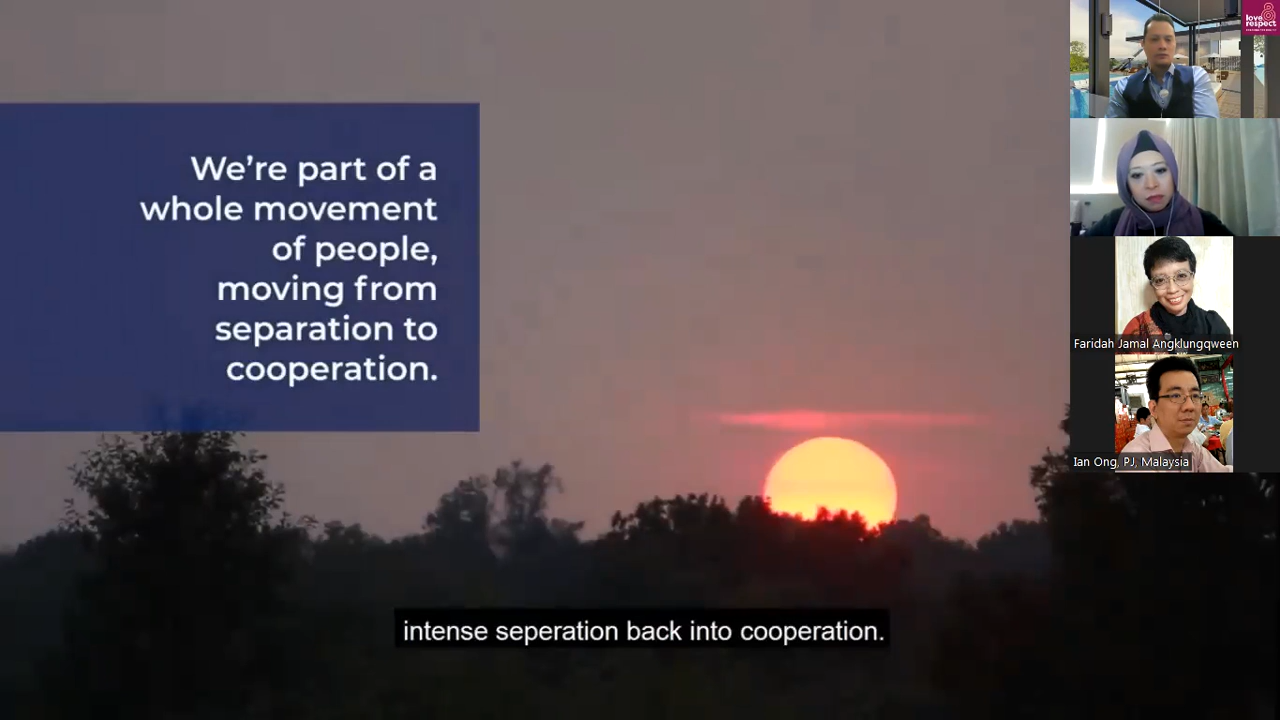 We're part of a
whole movement
of people,
moving from
separation to
cooperation.
intense seperation back into cooperation.
love
respect
Faridah Jamal Angklungqween
Ian Ong, PJ, Malaysia